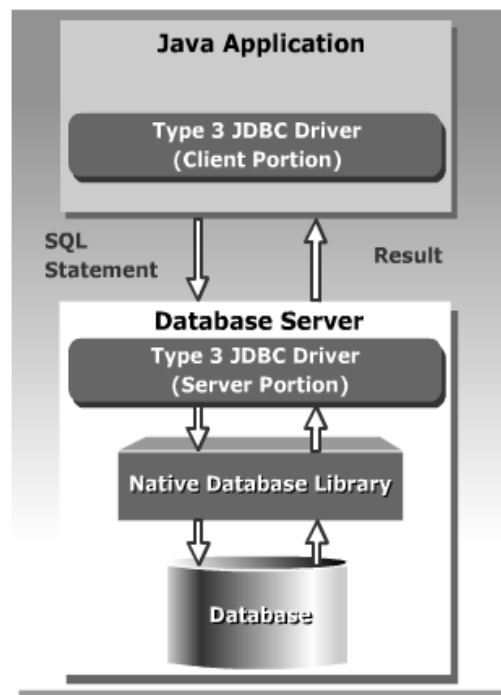 Java Application
Type 3 JDBC Driver
(Client Portion)
SQL
Statement
Result
Database Server
Type 3 JDBC Driver
(Server Portion)
Native Database Library
Database